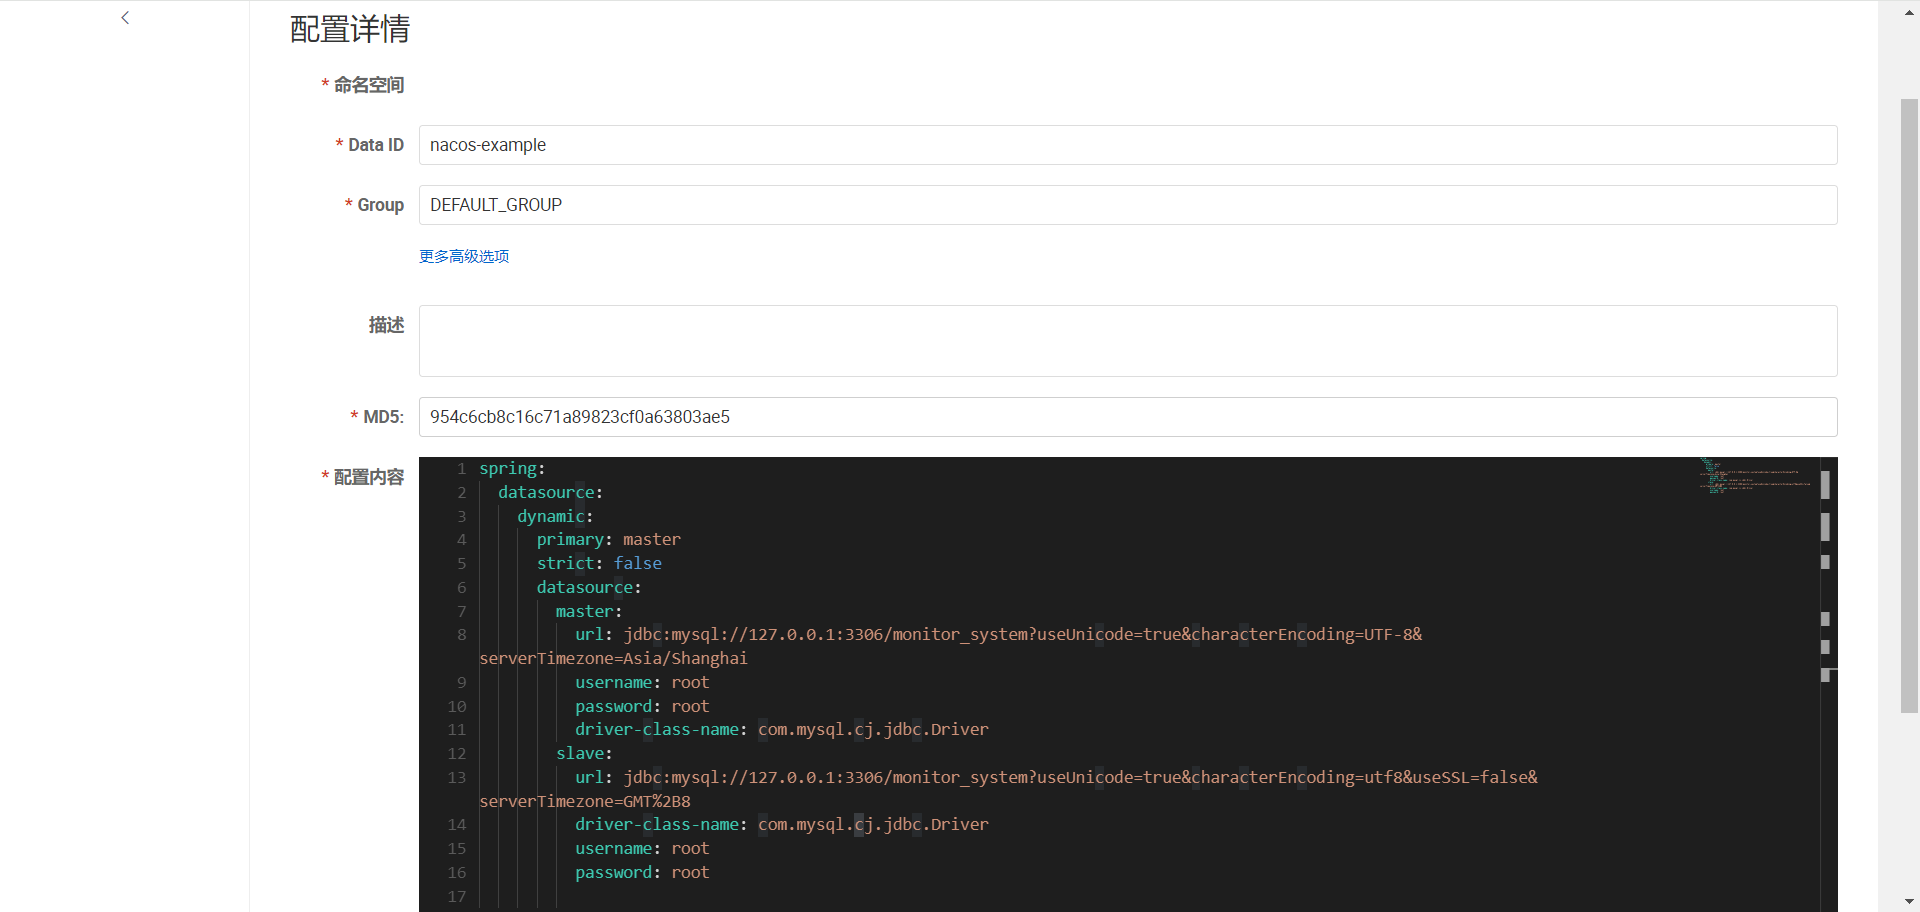 配置详情
* 命名空间
* Data ID nacos-example
* Group DEFAULT_GROUP
更多高级选项
描述
* MD5: 954c6cb8c16c71a89823cf0a63803ae5
* 配置内容
1 spring:
2   datasource:
3     dynamic:
4       primary: master
5       strict: false
6       datasource:
7         master:
8           url: jdbc:mysql://127.0.0.1:3306/monitor_system?useUnicode=true&characterEncoding=UTF-8&
serverTimezone=Asia/Shanghai
9           username: root
10           password: root
11           driver-class-name: com.mysql.cj.jdbc.Driver
12         slave:
13           url: jdbc:mysql://127.0.0.1:3306/monitor_system?useUnicode=true&characterEncoding=utf8&useSSL=false&
serverTimezone=GMT%2B8
14           driver-class-name: com.mysql.cj.jdbc.Driver
15           username: root
16           password: root
17